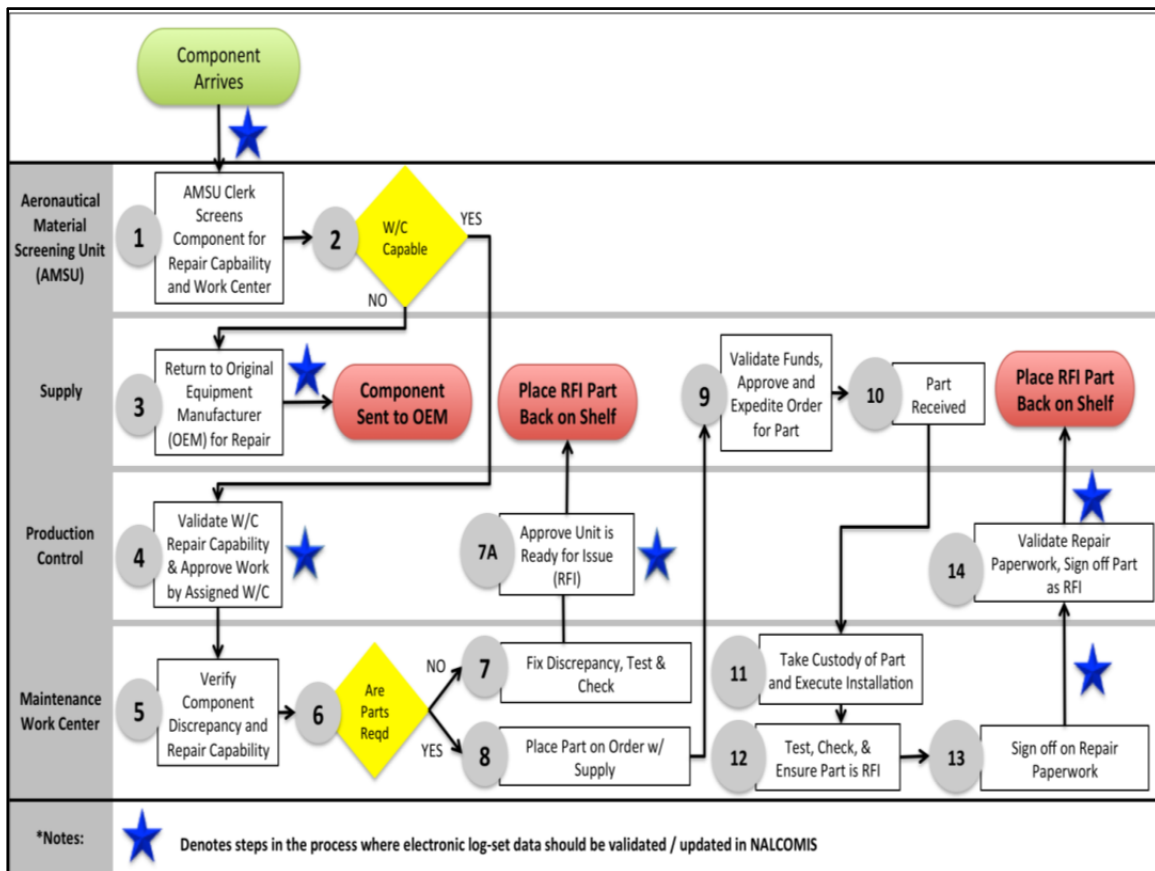 Component
Arrives
Aeronautical
Material
Screening Unit
(AMSU)
1
AMSU Clerk
Screens
Component for
Repair Capbaility
and Work Center
2
W/C
Capable
YES
NO
Supply
3
Return to Original
Equipment
Manufacturer
(OEM) for Repair
Component
Sent to OEM
Place RFI Part
Back on Shelf
9
Validate Funds,
Approve and
Expedite Order
for Part
10
Part
Received
Place RFI Part
Back on Shelf
Production
Control
4
Validate W/C
Repair Capability
& Approve Work
by Assigned W/C
7A
Approve Unit is
Ready for Issue
(RFI)
14
Validate Repair
Paperwork, Sign off Part
as RFI
Maintenance
Work Center
5
Verify
Component
Discrepancy and
Repair Capability
6
Are
Parts
Reqd
NO
YES
7
Fix Discrepancy, Test &
Check
8
Place Part on Order w/
Supply
11
Take Custody of Part
and Execute Installation
12
Test, Check, &
Ensure Part is RFI
13
Sign off on Repair
Paperwork
*Notes:
Denotes steps in the process where electronic log-set data should be validated / updated in NALCOMIS